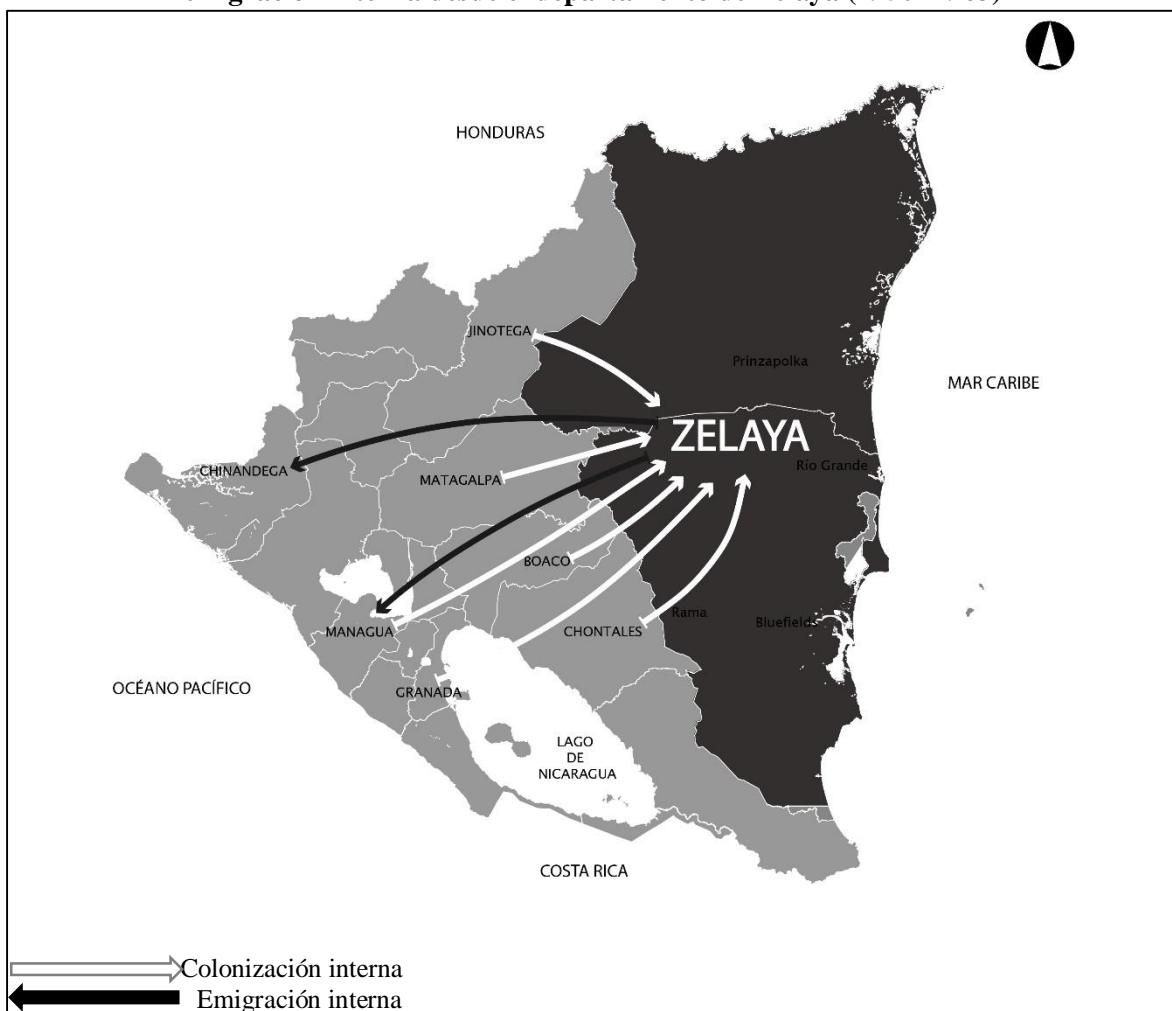 HONDURAS
JINOTEGA
Prinzapolka
MAR CARIBE
ZELAYA
Río Grande
CHINANDEGA
MATAGALPA
BOACO
Rama
Bluefields
MANAGUA
CHONTALES
OCÉANO PACÍFICO
GRANADA
LAGO
DE
NICARAGUA
COSTA RICA
Colonización interna
Emigración interna